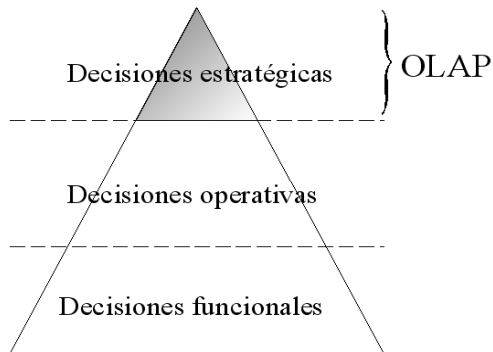 Decisiones estratégicas
OLAP
Decisiones operativas
Decisiones funcionales